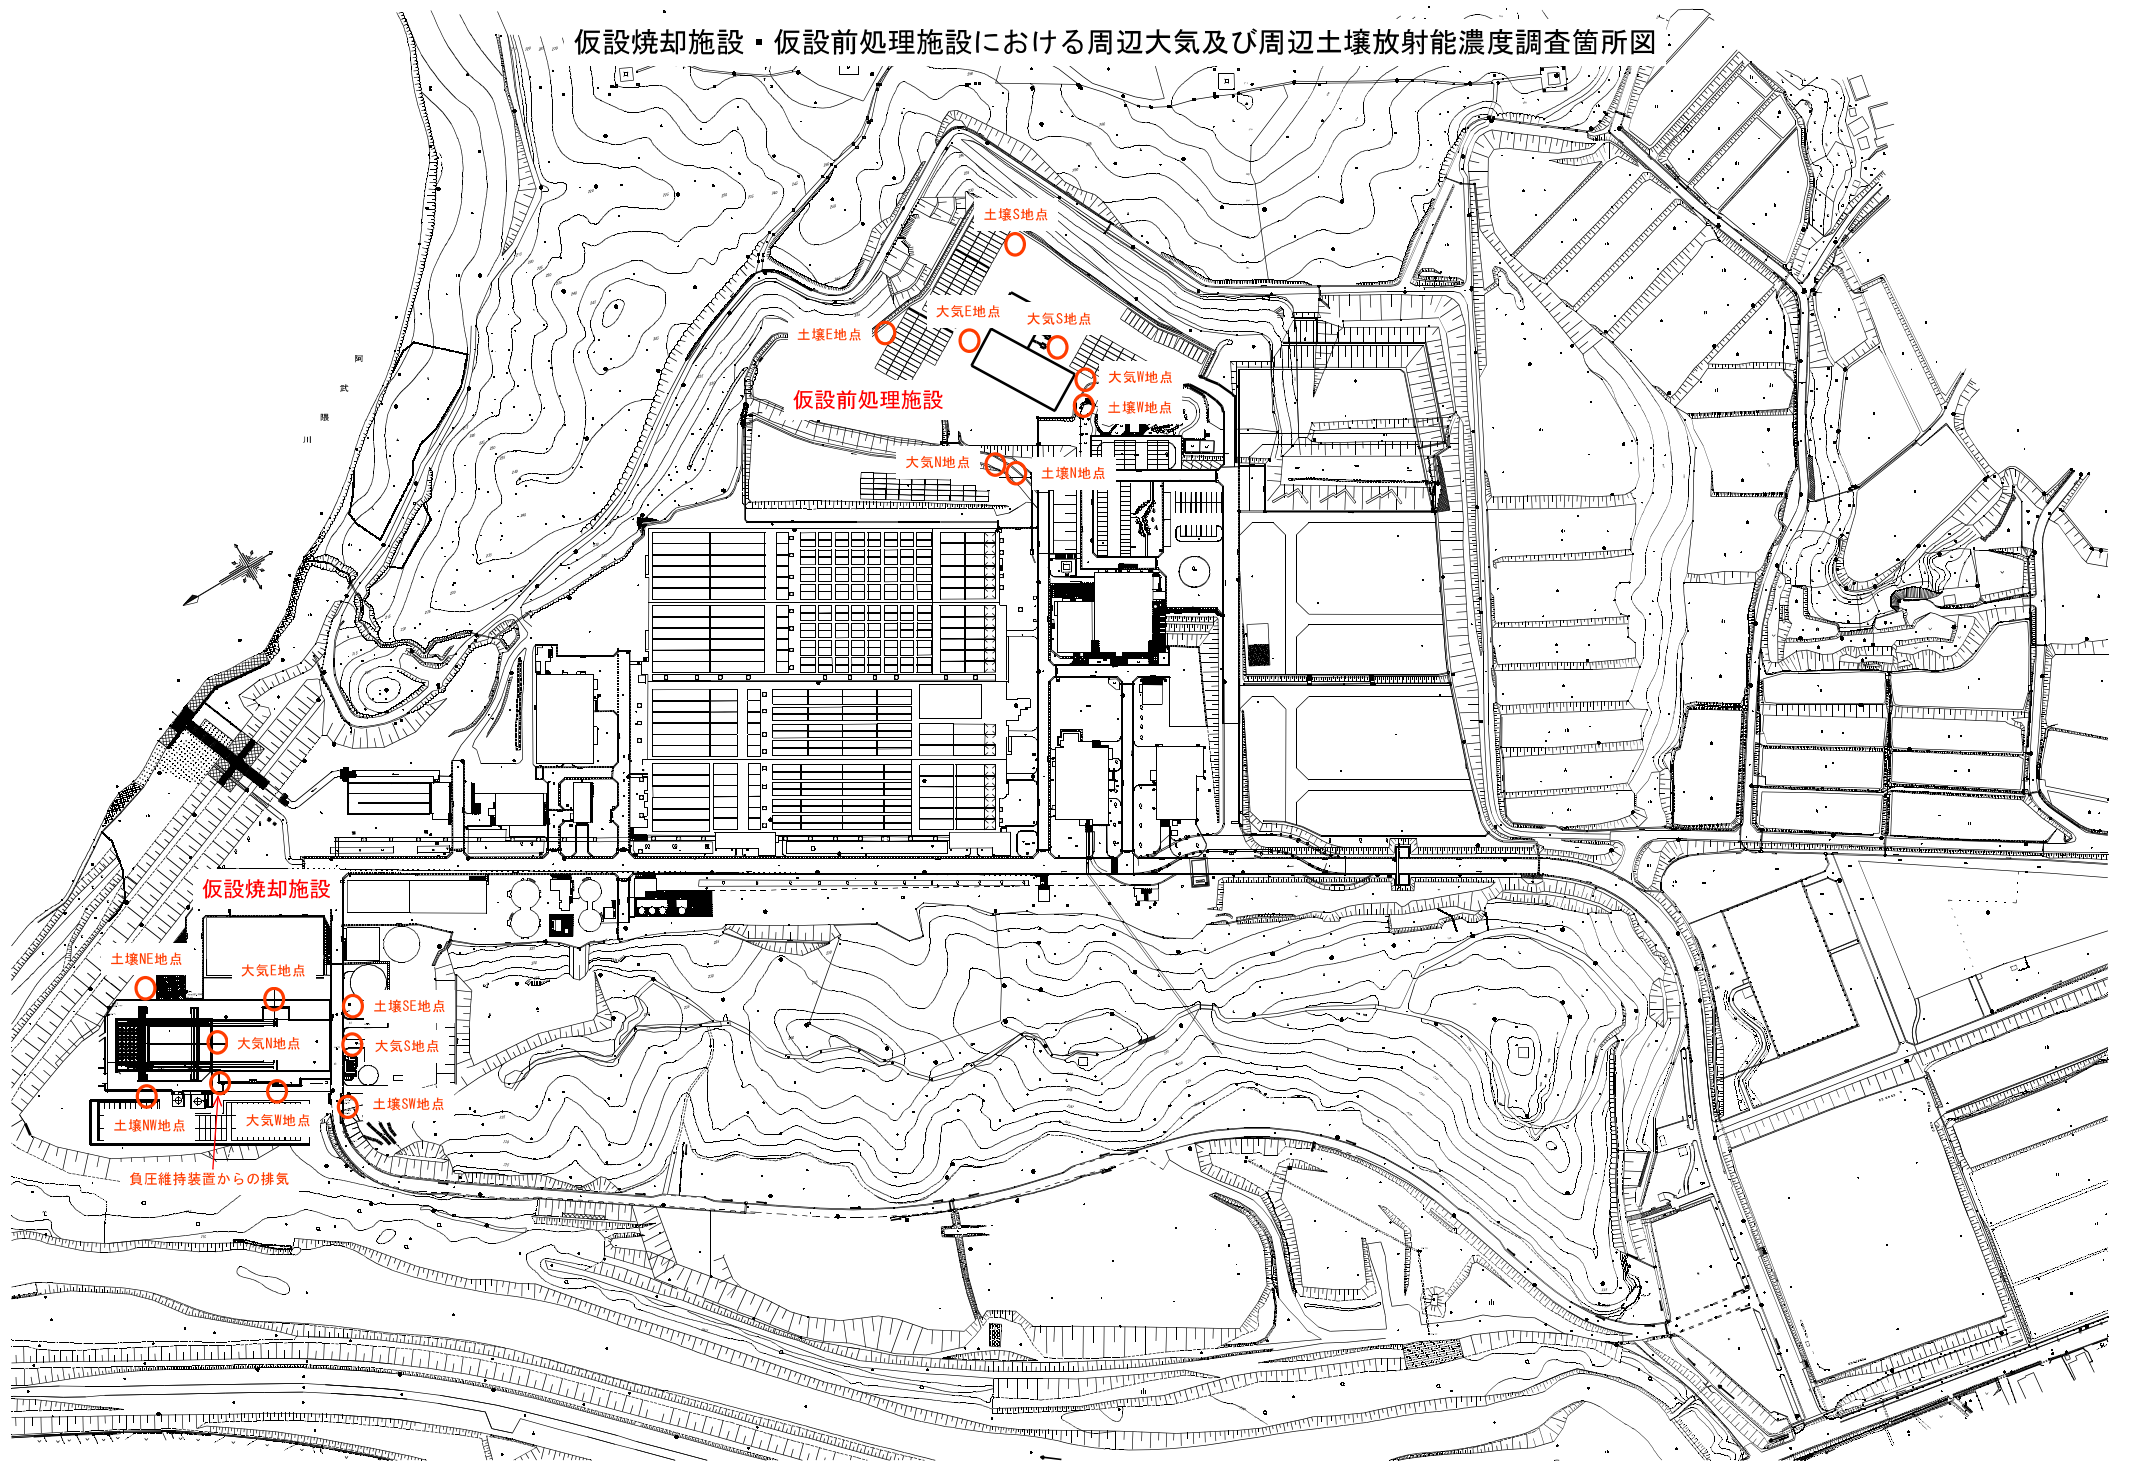 仮設焼却施設・仮設前処理施設における周辺大気及び周辺土壌放射能濃度調査箇所図
土壌S地点
大気E地点
大気S地点
土壌E地点
大気W地点
仮設前処理施設
土壌W地点
大気N地点
土壌N地点
阿
武
隈
川
仮設焼却施設
土壌NE地点
大気E地点
土壌SE地点
大気N地点
大気S地点
土壌SW地点
土壌NW地点
大気W地点
負圧維持装置からの排気